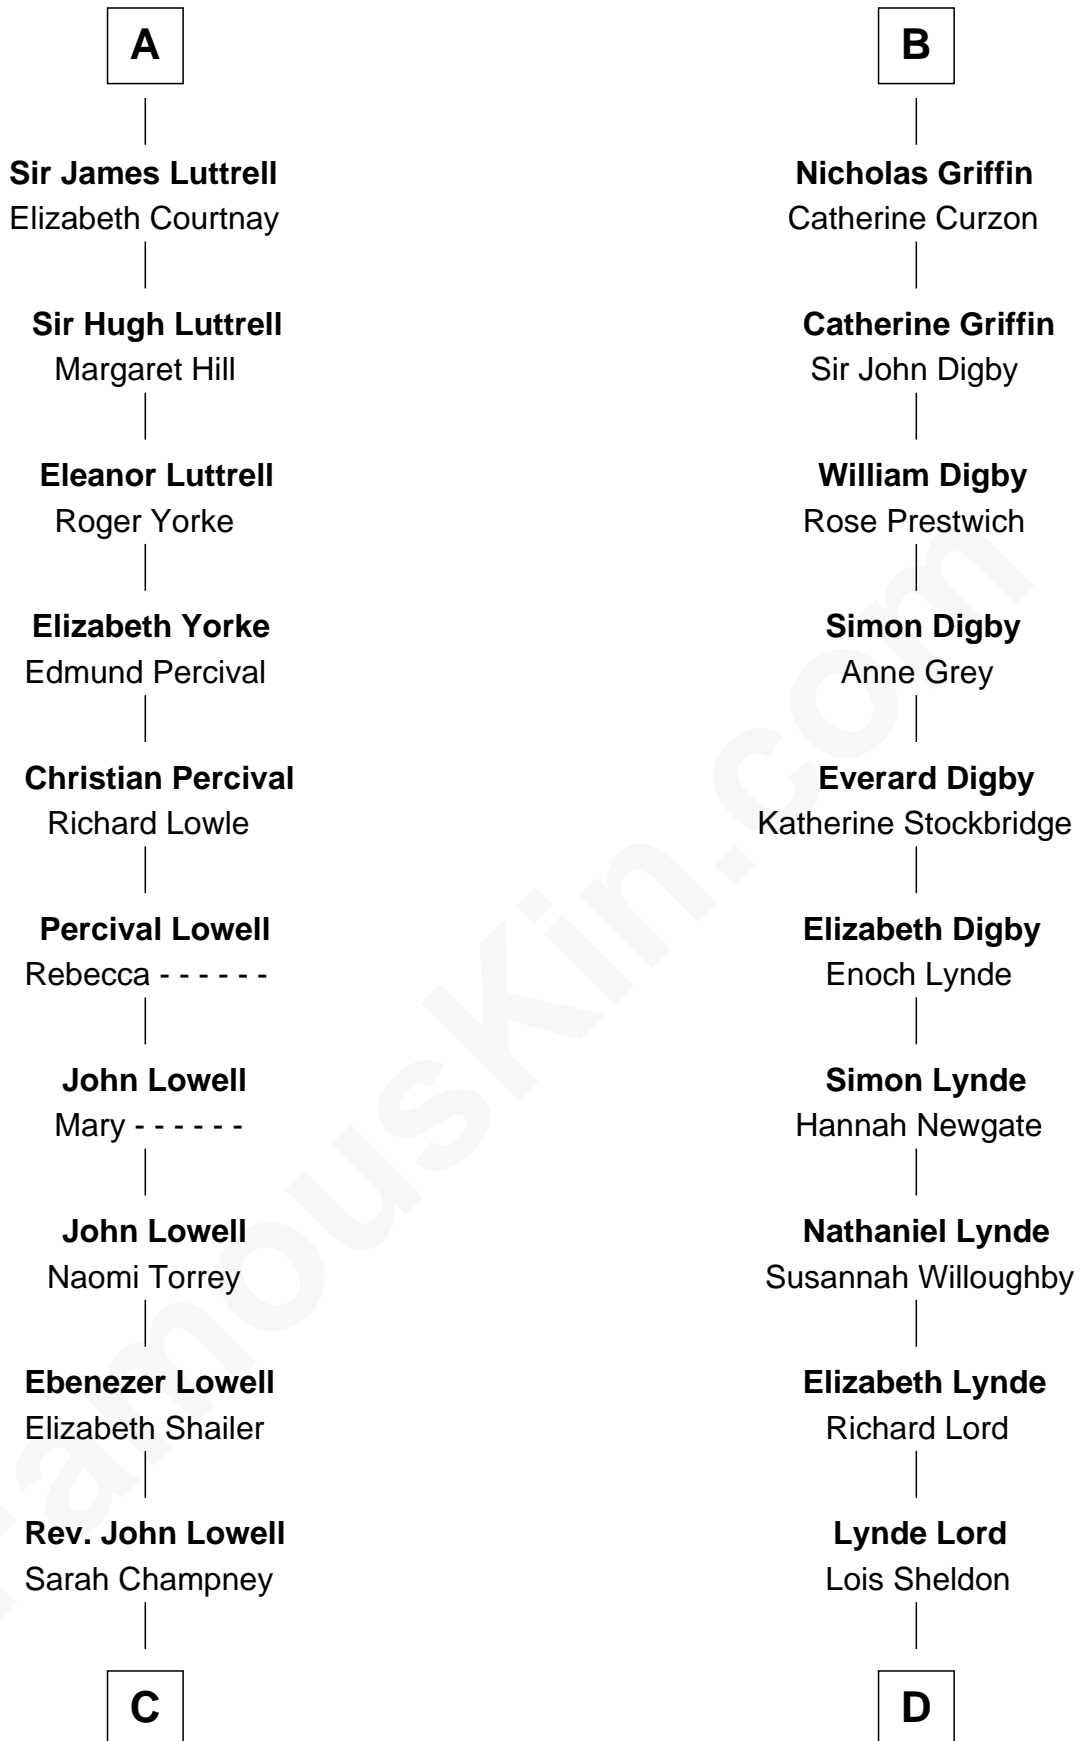 A
Sir James Luttrell
Elizabeth Courtnay
Sir Hugh Luttrell
Margaret Hill
Eleanor Luttrell
Roger Yorke
Elizabeth Yorke
Edmund Percival
Christian Percival
Richard Lowle
Percival Lowell
Rebecca - - - - - -
John Lowell
Mary - - - - - -
John Lowell
Naomi Torrey
Ebenezer Lowell
Elizabeth Shailer
Rev. John Lowell
Sarah Champney
C
B
Nicholas Griffin
Catherine Curzon
Catherine Griffin
Sir John Digby
William Digby
Rose Prestwich
Simon Digby
Anne Grey
Everard Digby
Katherine Stockbridge
Elizabeth Digby
Enoch Lynde
Simon Lynde
Hannah Newgate
Nathaniel Lynde
Susannah Willoughby
Elizabeth Lynde
Richard Lord
Lynde Lord
Lois Sheldon
D
FamousKin.com